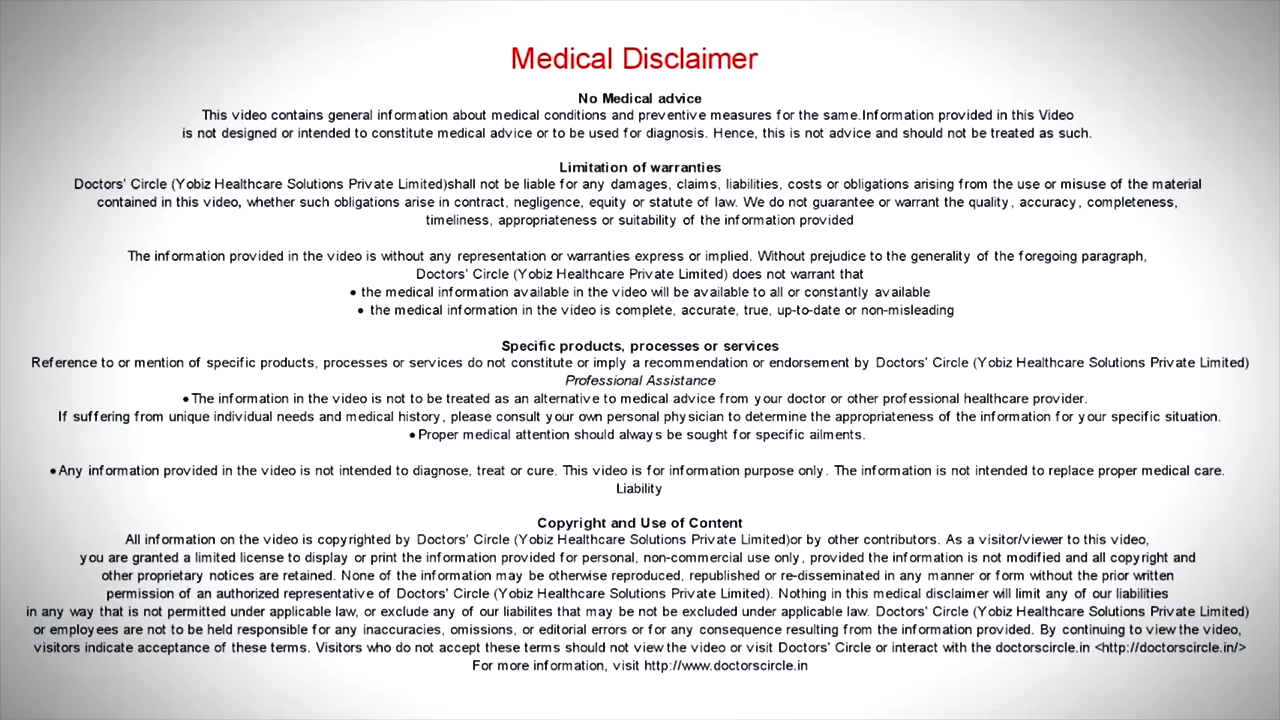 Medical Disclaimer
No Medical advice
This video contains general information about medical conditions and preventive measures for the same.Information provided in this Video
is not designed or intended to constitute medical advice or to be used for diagnosis. Hence, this is not advice and should not be treated as such.
Limitation of warranties
Doctors' Circle (Yobiz Healthcare Solutions Private Limited)shall not be liable for any damages, claims, liabilities, costs or obligations arising from the use or misuse of the material
contained in this video, whether such obligations arise in contract, negligence, equity or statute of law. We do not guarantee or warrant the quality, accuracy, completeness,
timeliness, appropriateness or suitability of the information provided
The information provided in the video is without any representation or warranties express or implied. Without prejudice to the generality of the foregoing paragraph,
Doctors' Circle (Yobiz Healthcare Private Limited) does not warrant that
• the medical information available in the video will be available to all or constantly available
• the medical information in the video is complete, accurate, true, up-to-date or non-misleading
Specific products, processes or services
Reference to or mention of specific products, processes or services do not constitute or imply a recommendation or endorsement by Doctors' Circle (Yobiz Healthcare Solutions Private Limited)
Professional Assistance
•The information in the video is not to be treated as an alternative to medical advice from your doctor or other professional healthcare provider.
If suffering from unique individual needs and medical history, please consult your own personal physician to determine the appropriateness of the information for your specific situation.
•Proper medical attention should always be sought for specific ailments.
•Any information provided in the video is not intended to diagnose, treat or cure. This video is for information purpose only. The information is not intended to replace proper medical care.
Liability
Copyright and Use of Content
All information on the video is copyrighted by Doctors' Circle (Yobiz Healthcare Solutions Private Limited)or by other contributors. As a visitor/viewer to this video,
you are granted a limited license to display or print the information provided for personal, non-commercial use only, provided the information is not modified and all copyright and
other proprietary notices are retained. None of the information may be otherwise reproduced, republished or re-disseminated in any manner or form without the prior written
permission of an authorized representative of Doctors' Circle (Yobiz Healthcare Solutions Private Limited). Nothing in this medical disclaimer will limit any of our liabilities
in any way that is not permitted under applicable law, or exclude any of our liabilites that may be not be excluded under applicable law. Doctors' Circle (Yobiz Healthcare Solutions Private Limited)
or employees are not to be held responsible for any inaccuracies, omissions, or editorial errors or for any consequence resulting from the information provided. By continuing to view the video,
visitors indicate acceptance of these terms. Visitors who do not accept these terms should not view the video or visit Doctors' Circle or interact with the doctorscircle.in <http://doctorscircle.in/>
For more information, visit http://www.doctorscircle.in